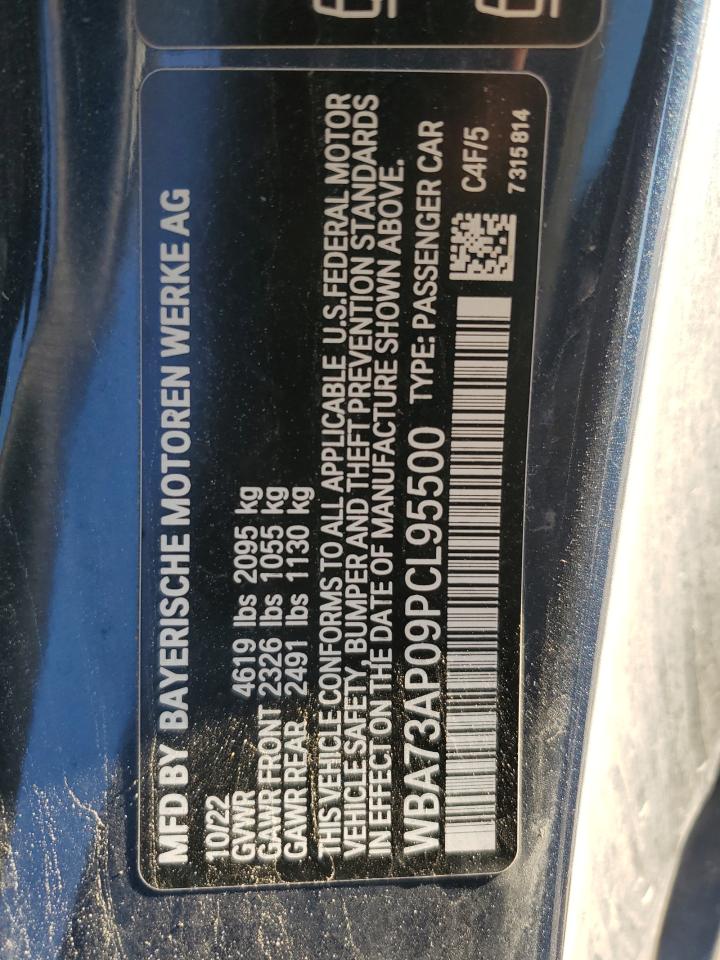 MFD BY BAYERISCHE MOTOREN WERKE AG
10/22
GVWR 4619 lbs 2095 kg
GAWR FRONT 2326 lbs 1055 kg
GAWR REAR 2491 lbs 1130 kg
THIS VEHICLE CONFORMS TO ALL APPLICABLE U.S.FEDERAL MOTOR
VEHICLE SAFETY, BUMPER AND THEFT PREVENTION STANDARDS
IN EFFECT ON THE DATE OF MANUFACTURE SHOWN ABOVE.
WBA73AP09PCL95500 TYPE: PASSENGER CAR
C4F/5
7 315 814